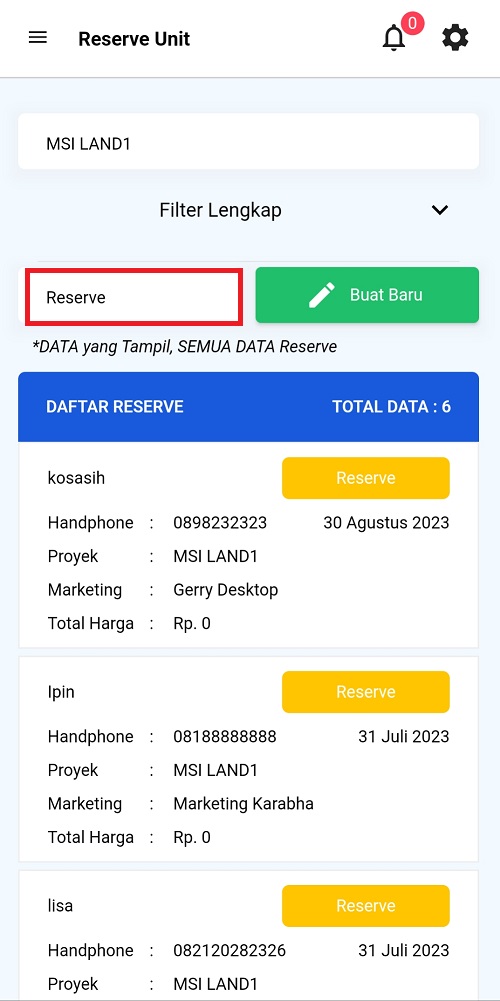 Reserve Unit 0
MSI LAND1
Filter Lengkap
Reserve Buat Baru
*DATA yang Tampil, SEMUA DATA Reserve
DAFTAR RESERVE TOTAL DATA : 6
kosasih Reserve
Handphone : 0898232323 30 Agustus 2023
Proyek : MSI LAND1
Marketing : Gerry Desktop
Total Harga : Rp. 0
Ipin Reserve
Handphone : 08188888888 31 Juli 2023
Proyek : MSI LAND1
Marketing : Marketing Karabha
Total Harga : Rp. 0
lisa Reserve
Handphone : 082120282326 31 Juli 2023
Proyek : MSI LAND1